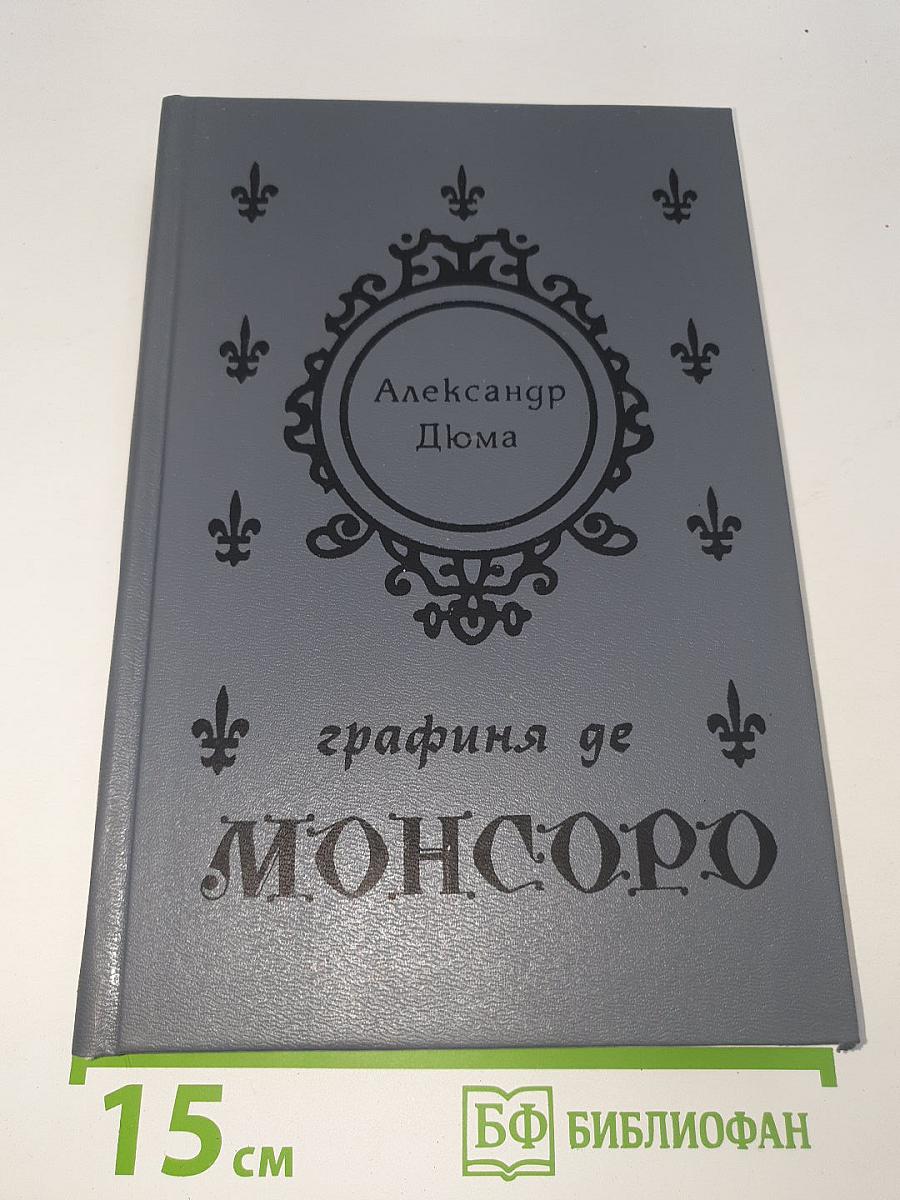 Александр
Дюма
графиня де
МОНСОРО
15 см
БФ БИБЛИОФАН